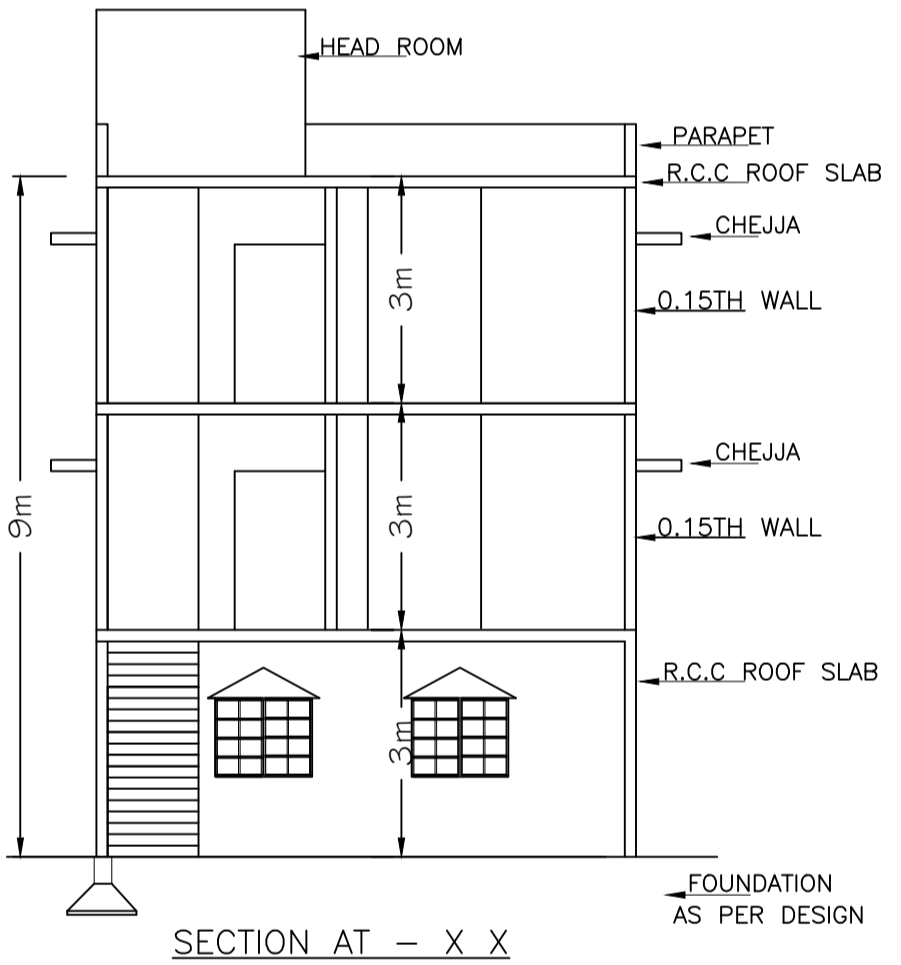 HEAD ROOM
PARAPET
R.C.C ROOF SLAB
CHEJJA
0.15TH WALL
3m
CHEJJA
9m
3m
0.15TH WALL
R.C.C ROOF SLAB
3m
FOUNDATION
AS PER DESIGN
SECTION AT - X X